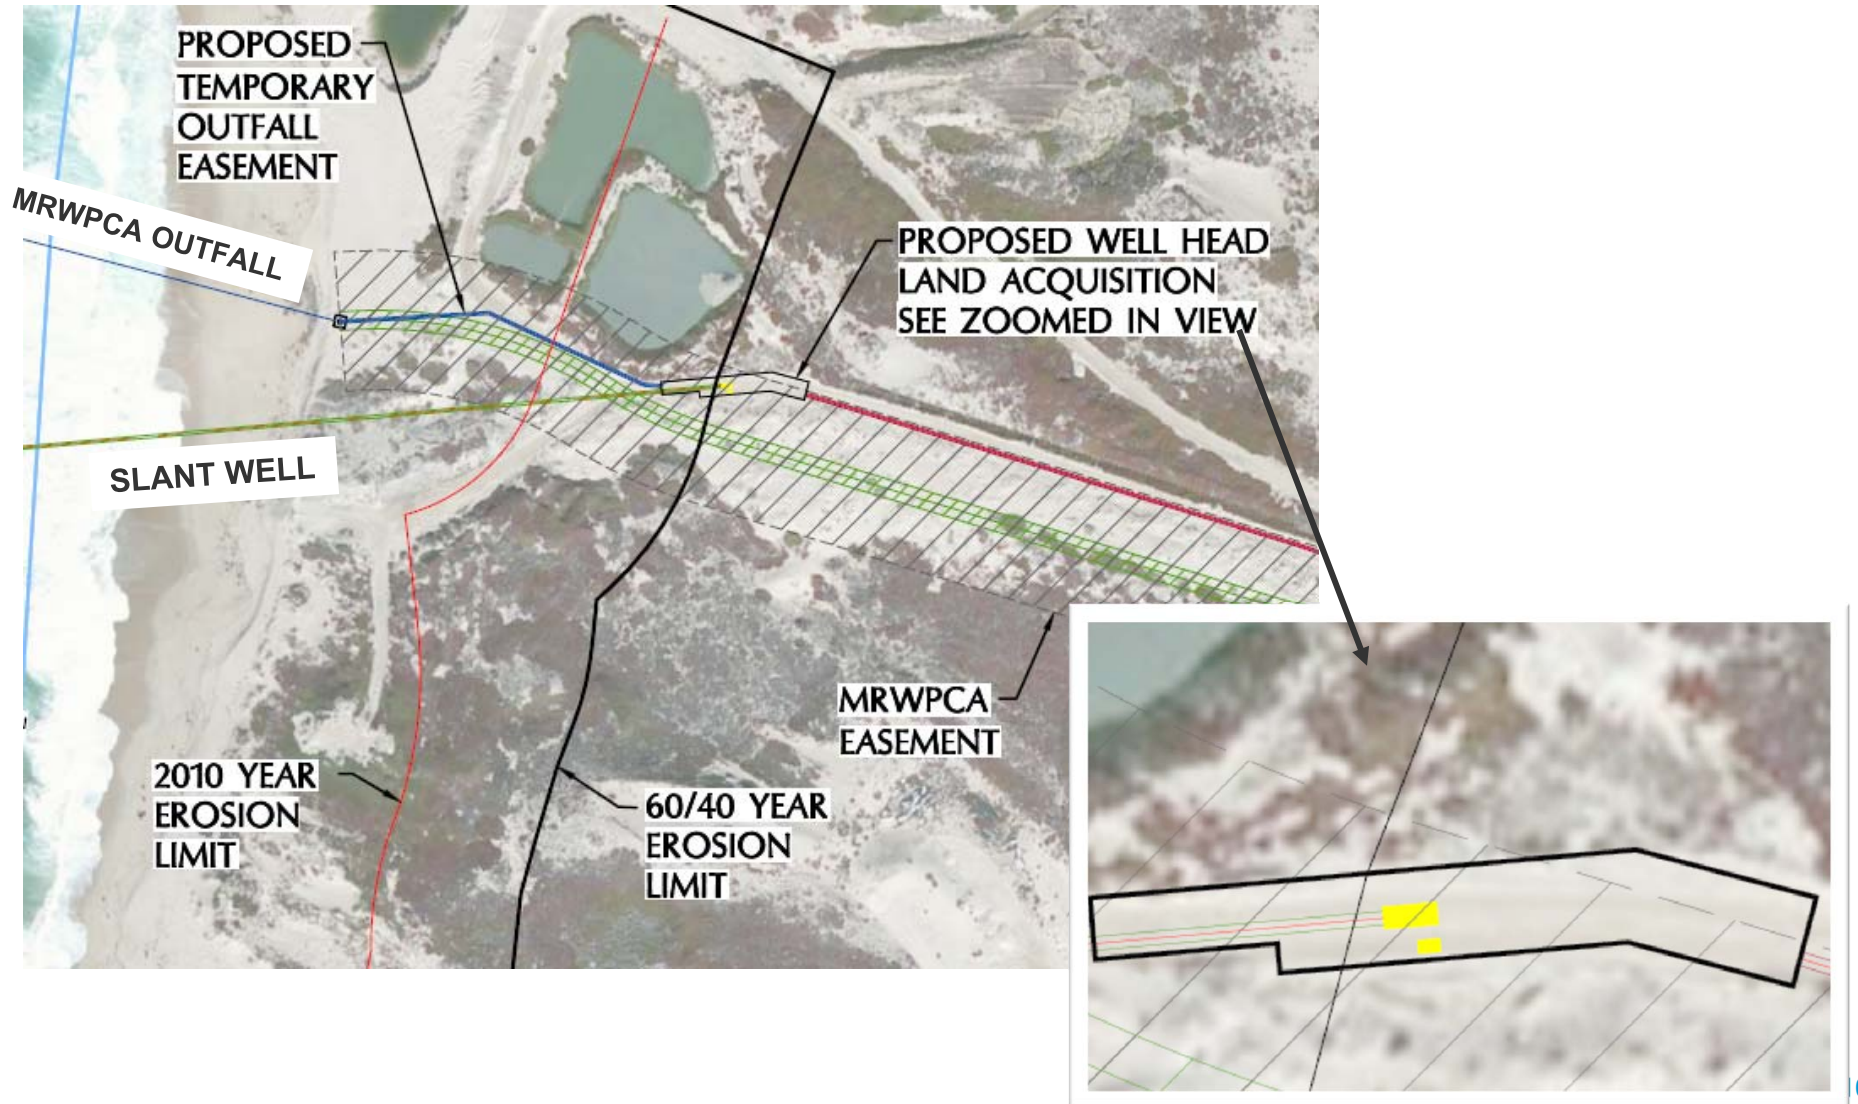 PROPOSED
TEMPORARY
OUTFALL
EASEMENT
MRWPCA OUTFALL
PROPOSED WELL HEAD
LAND ACQUISITION
SEE ZOOMED IN VIEW
SLANT WELL
MRWPCA
EASEMENT
2010 YEAR
EROSION
LIMIT
60/40 YEAR
EROSION
LIMIT